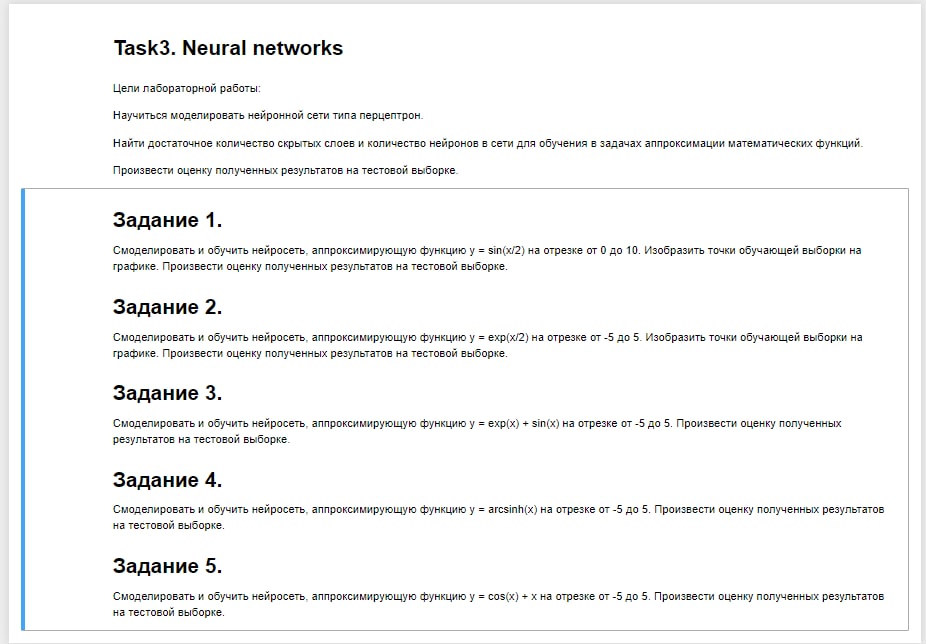 Task3. Neural networks
Цели лабораторной работы:
Научиться моделировать нейронной сети типа перцептрон.
Найти достаточное количество скрытых слоев и количество нейронов в сети для обучения в задачах аппроксимации математических функций.
Произвести оценку полученных результатов на тестовой выборке.
Задание 1.
Смоделировать и обучить нейросеть, аппроксимирующую функцию y = sin(x/2) на отрезке от 0 до 10. Изобразить точки обучающей выборки на
графике. Произвести оценку полученных результатов на тестовой выборке.
Задание 2.
Смоделировать и обучить нейросеть, аппроксимирующую функцию y = exp(x/2) на отрезке от -5 до 5. Изобразить точки обучающей выборки на
графике. Произвести оценку полученных результатов на тестовой выборке.
Задание 3.
Смоделировать и обучить нейросеть, аппроксимирующую функцию y = exp(x) + sin(x) на отрезке от -5 до 5. Произвести оценку полученных
результатов на тестовой выборке.
Задание 4.
Смоделировать и обучить нейросеть, аппроксимирующую функцию y = arcsinh(x) на отрезке от -5 до 5. Произвести оценку полученных результатов
на тестовой выборке.
Задание 5.
Смоделировать и обучить нейросеть, аппроксимирующую функцию y = cos(x) + x на отрезке от -5 до 5. Произвести оценку полученных результатов
на тестовой выборке.